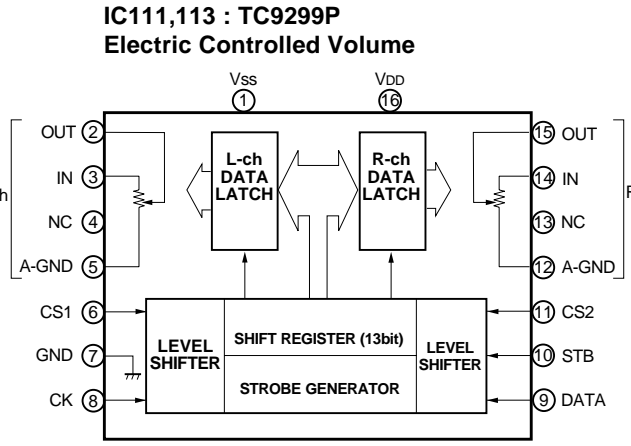 IC111,113 : TC9299P
Electric Controlled Volume
VSS
VDD
1
16
OUT 2
15 OUT
L-ch
DATA
LATCH
R-ch
DATA
LATCH
IN 3
14 IN
h
R
NC 4
13 NC
A-GND 5
12 A-GND
CS1 6
11 CS2
LEVEL
SHIFTER
SHIFT REGISTER (13bit)
LEVEL
SHIFTER
GND 7
10 STB
STROBE GENERATOR
CK 8
9 DATA